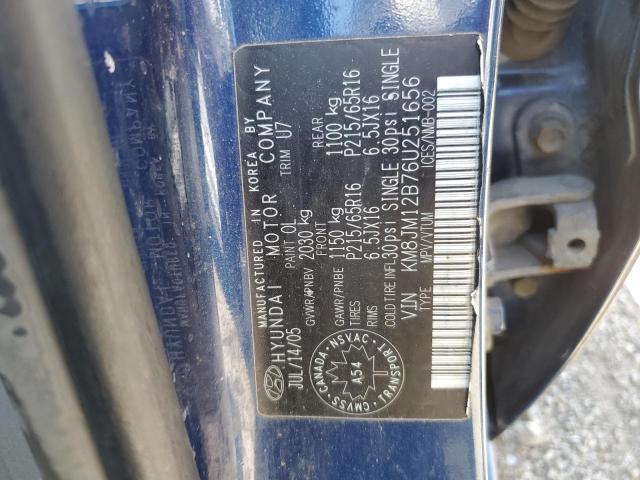 MANUFACTURED IN KOREA BY
HYUNDAI MOTOR COMPANY
JUL/14/05 PAINT OL TRIM U7
GVWR/PNBV 2030 kg
FRONT REAR
GAWR/PNBE 1150 kg 1100 kg
TIRES P215/65R16 P215/65R16
RIMS 6.5JX16 6.5JX16
COLD TIRE INFL. 30psi SINGLE 30psi SINGLE
VIN KM8JM12B76U251656
TYPE MPV/VTUM ICES/NMB-002
CANADA · NSVAC · TRANSPORT · CMVSS
A54